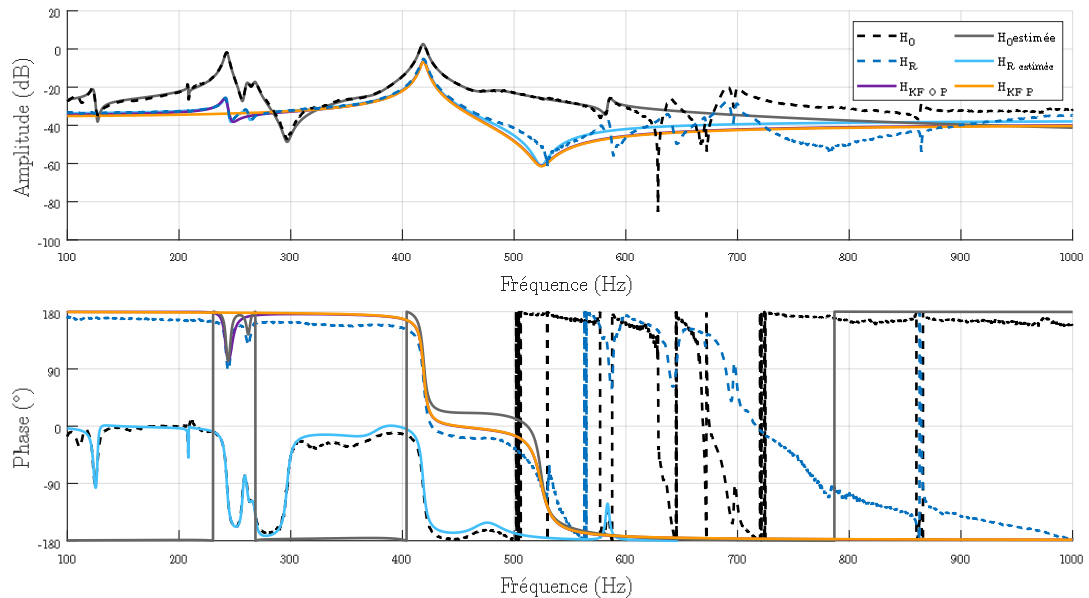 20
0
-20
-40
-60
-80
-100
Amplitude (dB)
100 200 300 400 500 600 700 800 900 1000
Fréquence (Hz)
H0 H0estimée
HR HR estimée
HKF O P HKF P
180
90
0
-90
-180
Phase (°)
100 200 300 400 500 600 700 800 900 1000
Fréquence (Hz)